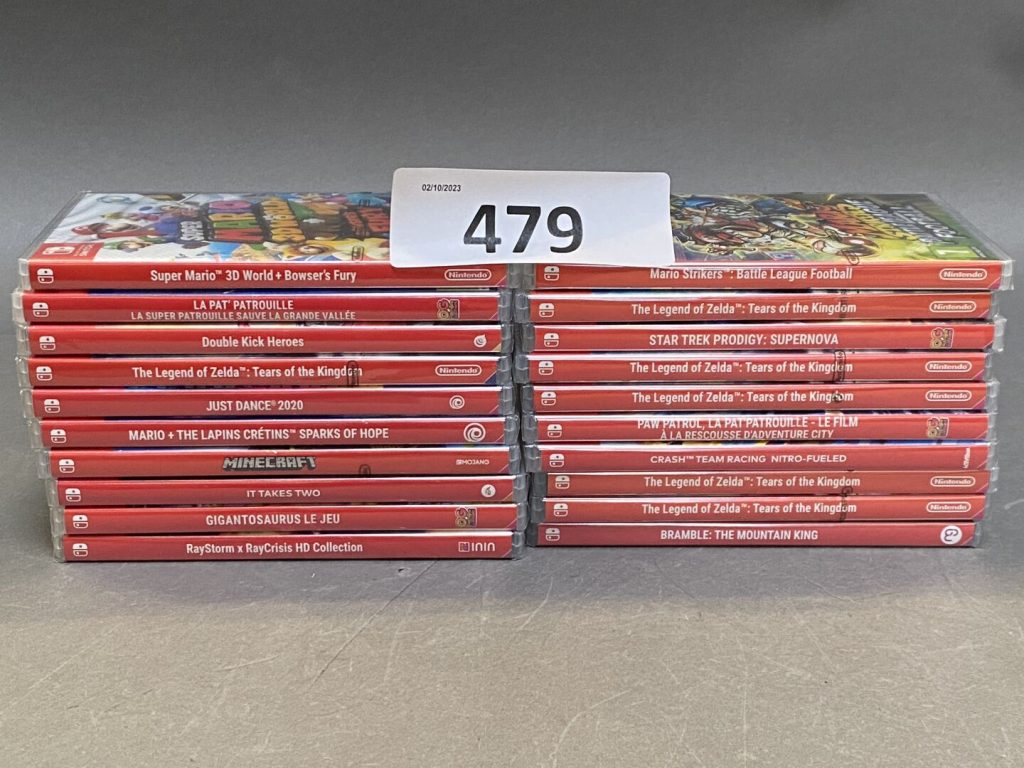 02/10/2023
479
Super Mario™ 3D World + Bowser's Fury Nintendo
LA PAT' PATROUILLE
LA SUPER PATROUILLE SAUVE LA GRANDE VALLÉE
Double Kick Heroes
The Legend of Zelda™: Tears of the Kingdom Nintendo
JUST DANCE® 2020
MARIO + THE LAPINS CRÉTINS™ SPARKS OF HOPE
MINECRAFT MOJANG
IT TAKES TWO
GIGANTOSAURUS LE JEU
RayStorm x RayCrisis HD Collection ININ
Mario Strikers™: Battle League Football Nintendo
The Legend of Zelda™: Tears of the Kingdom Nintendo
STAR TREK PRODIGY: SUPERNOVA
The Legend of Zelda™: Tears of the Kingdom Nintendo
The Legend of Zelda™: Tears of the Kingdom Nintendo
PAW PATROL, LA PAT' PATROUILLE - LE FILM
À LA RESCOUSSE D'ADVENTURE CITY
CRASH™ TEAM RACING NITRO-FUELED
The Legend of Zelda™: Tears of the Kingdom Nintendo
The Legend of Zelda™: Tears of the Kingdom Nintendo
BRAMBLE: THE MOUNTAIN KING